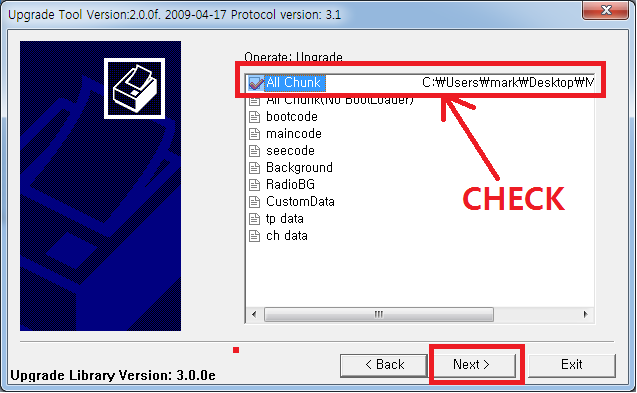 Upgrade Tool Version:2.0.0f. 2009-04-17 Protocol version: 3.1
Operate: Upgrade
All Chunk C:₩Users₩mark₩Desktop₩M
All Chunk(No BootLoader)
bootcode
maincode
seecode
Background
RadioBG
CustomData
tp data
ch data
CHECK
< Back Next > Exit
Upgrade Library Version: 3.0.0e